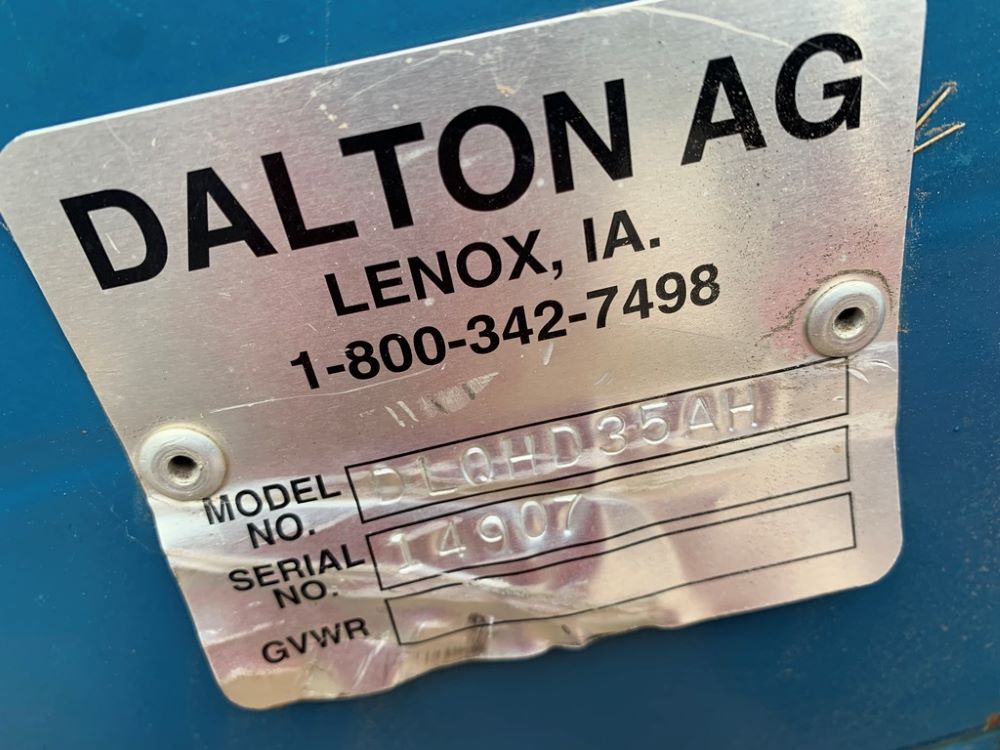 DALTON AG
LENOX, IA.
1-800-342-7498
MODEL NO. DLQHD35AH
SERIAL NO. 14907
GVWR